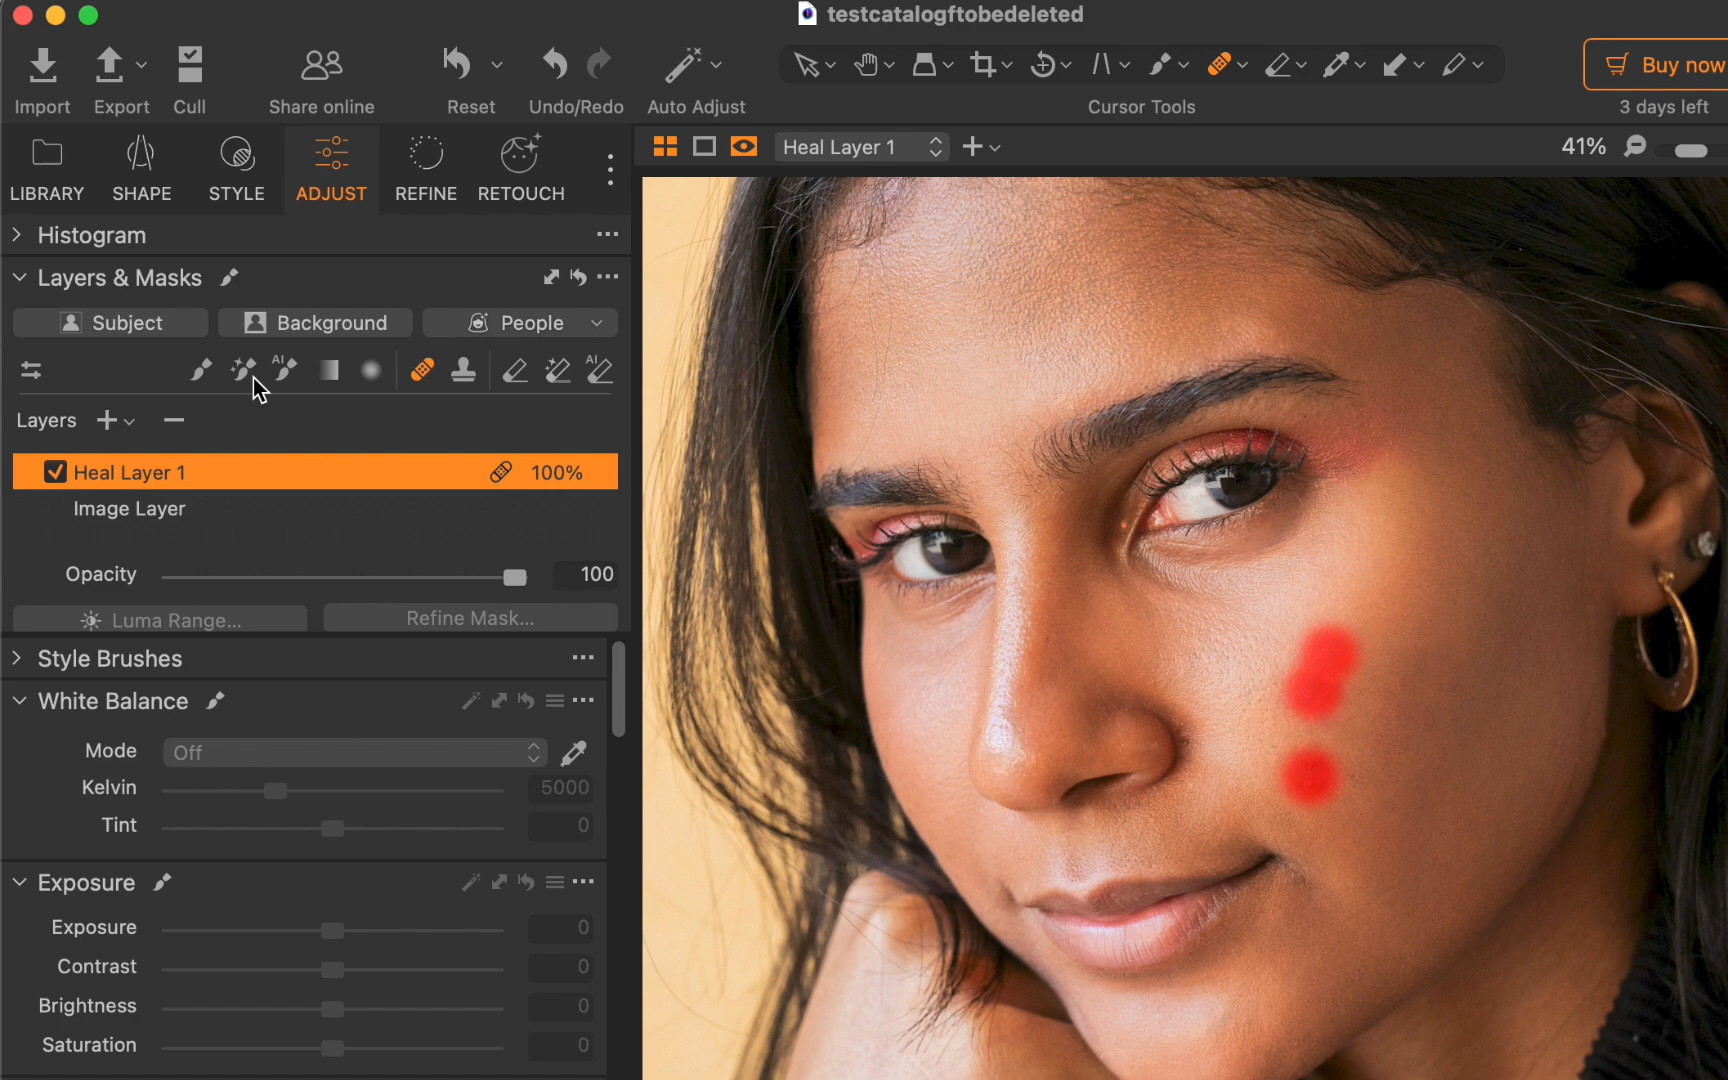 testcatalogftobedeleted
Import
Export
Cull
Share online
Reset
Undo/Redo
Auto Adjust
Cursor Tools
Buy now
3 days left
LIBRARY
SHAPE
STYLE
ADJUST
REFINE
RETOUCH
Heal Layer 1
41%
Histogram
Layers & Masks
Subject
Background
People
AI
AI
Layers
Heal Layer 1 100%
Image Layer
Opacity 100
Luma Range...
Refine Mask...
Style Brushes
White Balance
Mode Off
Kelvin 5000
Tint 0
Exposure
Exposure 0
Contrast 0
Brightness 0
Saturation 0